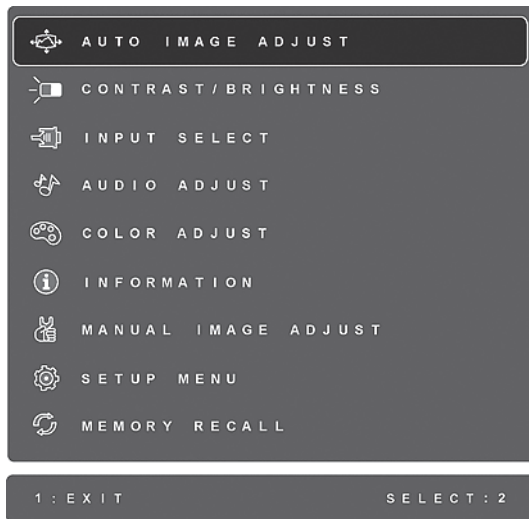 AUTO IMAGE ADJUST
CONTRAST/BRIGHTNESS
INPUT SELECT
AUDIO ADJUST
COLOR ADJUST
INFORMATION
MANUAL IMAGE ADJUST
SETUP MENU
MEMORY RECALL
1:EXIT SELECT:2